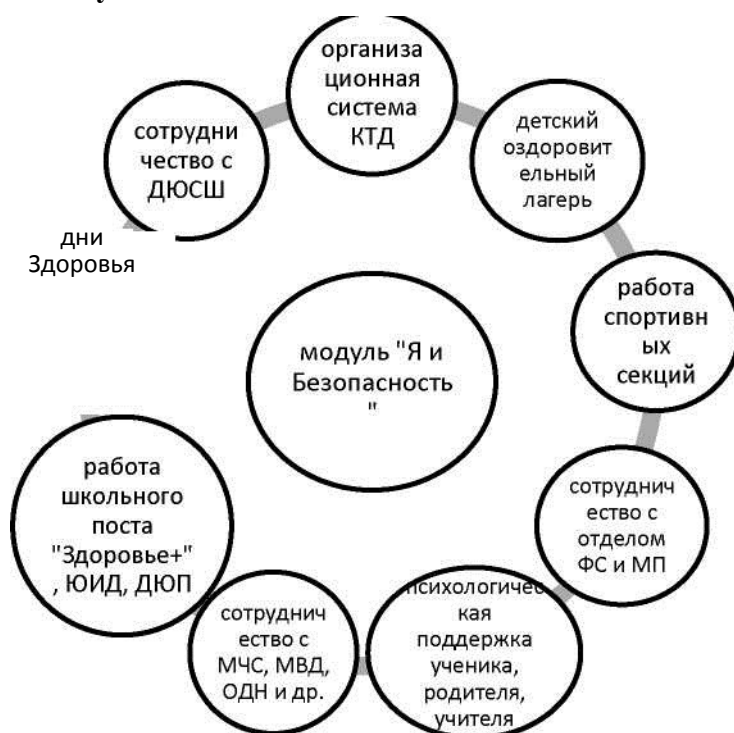 организа
ционная
система
КТД
детский
оздоровит
ельный
лагерь
работа
спортивн
ых
секций
сотруднич
ество с
отделом
ФС и МП
психологичес
кая
поддержка
ученика,
родителя,
учителя
сотруднич
ество с
МЧС, МВД,
ОДН и др.
работа
школьного
поста
"Здоровье+"
, ЮИД, ДЮП
дни
Здоровья
сотрудни
чество с
ДЮСШ
модуль "Я и
Безопасность
"